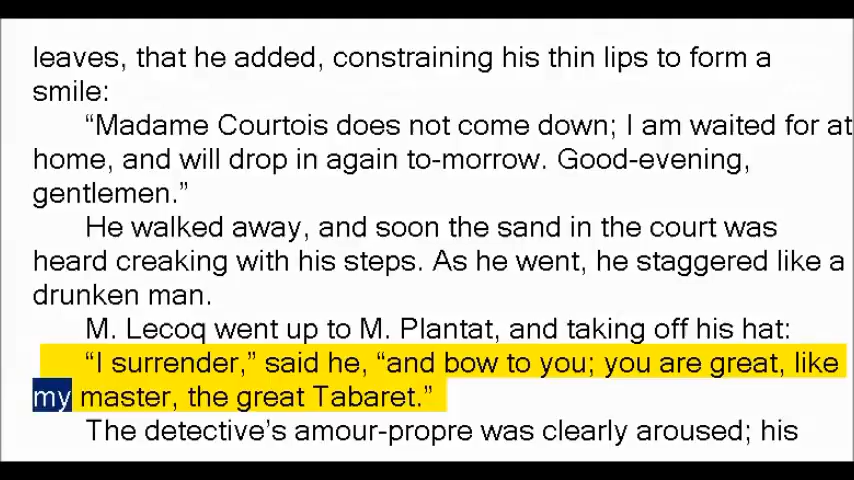 leaves, that he added, constraining his thin lips to form a
smile:
“Madame Courtois does not come down; I am waited for at
home, and will drop in again to-morrow. Good-evening,
gentlemen.”
He walked away, and soon the sand in the court was
heard creaking with his steps. As he went, he staggered like a
drunken man.
M. Lecoq went up to M. Plantat, and taking off his hat:
“I surrender,” said he, “and bow to you; you are great, like
my master, the great Tabaret.”
The detective’s amour-propre was clearly aroused; his